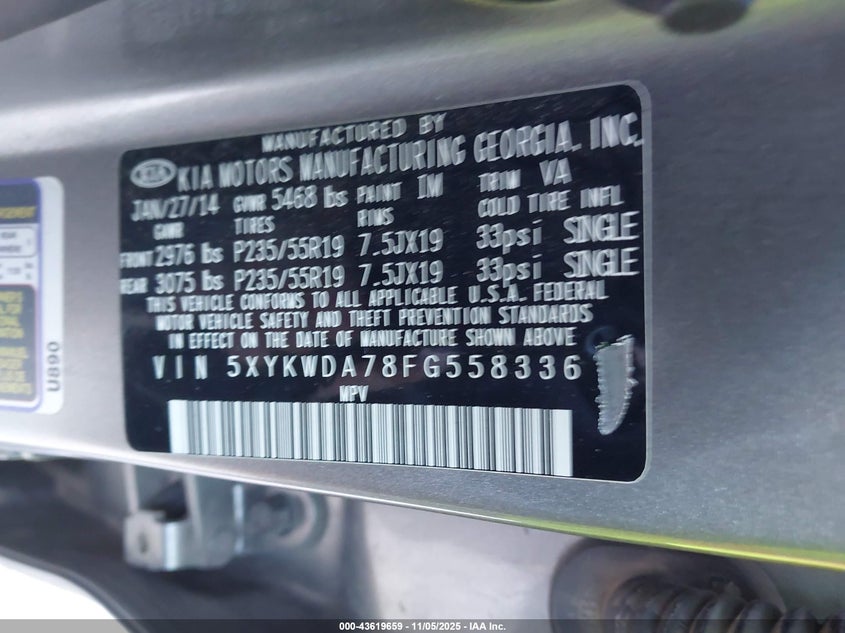 MANUFACTURED BY
KIA KIA MOTORS MANUFACTURING GEORGIA, INC.
JAN/27/14 GVWR 5468 lbs PAINT IM TRIM VA
GAWR TIRES RIMS COLD TIRE INFL
FRONT 2976 lbs P235/55R19 7.5JX19 33psi SINGLE
REAR 3075 lbs P235/55R19 7.5JX19 33psi SINGLE
THIS VEHICLE CONFORMS TO ALL APPLICABLE U.S.A. FEDERAL
MOTOR VEHICLE SAFETY AND THEFT PREVENTION STANDARDS
IN EFFECT ON THE DATE OF MANUFACTURE SHOWN ABOVE.
VIN 5XYKWDA78FG558336
MPV
U890
000-43619659 - 11/05/2025 - IAA Inc.